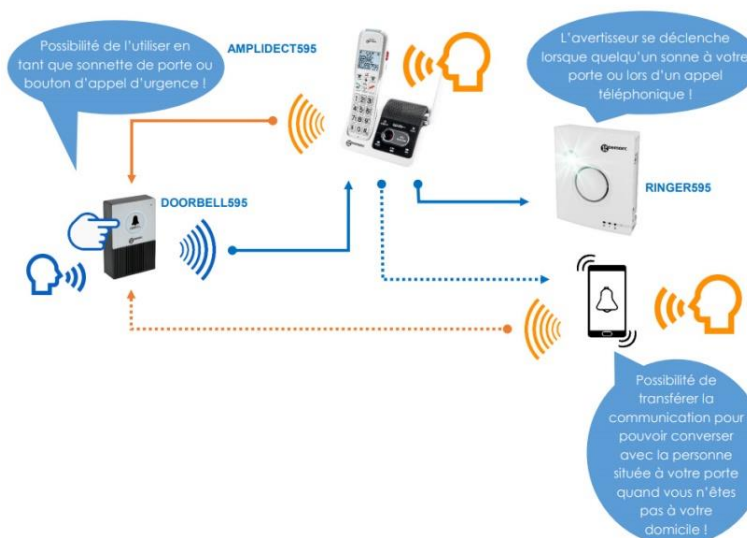 Possibilité de l'utiliser en
tant que sonnette de porte ou
bouton d'appel d'urgence !
AMPLIDECT595
L'avertisseur se déclenche
lorsque quelqu'un sonne à votre
porte ou lors d'un appel
téléphonique !
geemarc
RINGER595
DOORBELL595
Possibilité de
transférer la
communication pour
pouvoir converser
avec la personne
située à votre porte
quand vous n'êtes
pas à votre
domicile !